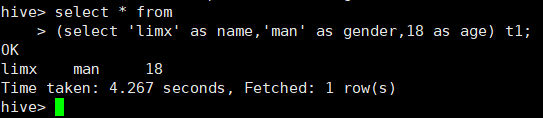 hive> select * from
    > (select 'limx' as name,'man' as gender,18 as age) t1;
OK
limx    man     18
Time taken: 4.267 seconds, Fetched: 1 row(s)
hive>